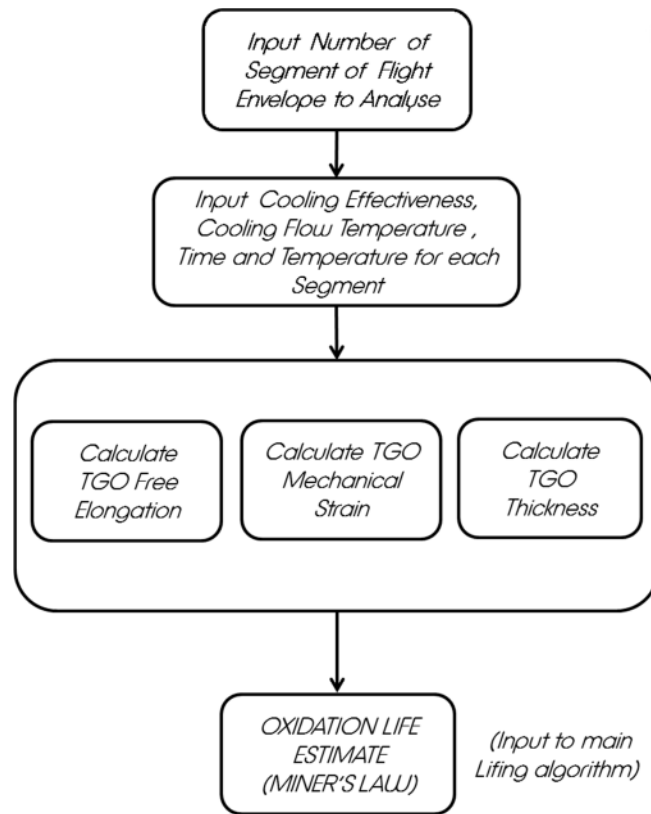 Input Number of
Segment of Flight
Envelope to Analyse
Input Cooling Effectiveness,
Cooling Flow Temperature ,
Time and Temperature for each
Segment
Calculate
TGO Free
Elongation
Calculate TGO
Mechanical
Strain
Calculate
TGO
Thickness
OXIDATION LIFE
ESTIMATE
(MINER'S LAW)
(Input to main
Lifing algorithm)